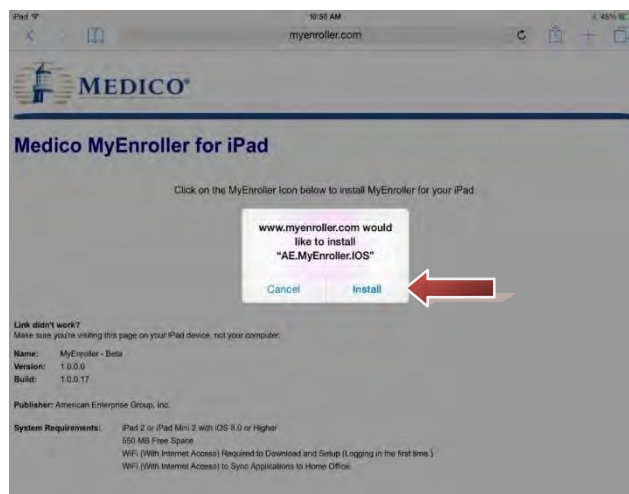 iPad
10:50 AM
45%
myenroller.com
MEDICO®
Medico MyEnroller for iPad
Click on the MyEnroller Icon below to install MyEnroller for your iPad.
www.myenroller.com would
like to install
"AE.MyEnroller.IOS"
Cancel Install
Link didn't work?
Make sure you're visiting this page on your iPad device, not your computer.
Name: MyEnroller - Beta
Version: 1.0.0.0
Build: 1.0.0.17
Publisher: American Enterprise Group, Inc.
System Requirements: iPad 2 or iPad Mini 2 with iOS 8.0 or Higher
550 MB Free Space
WiFi (With Internet Access) Required to Download and Setup (Logging in the first time.)
WiFi (With Internet Access) to Sync Applications to Home Office.